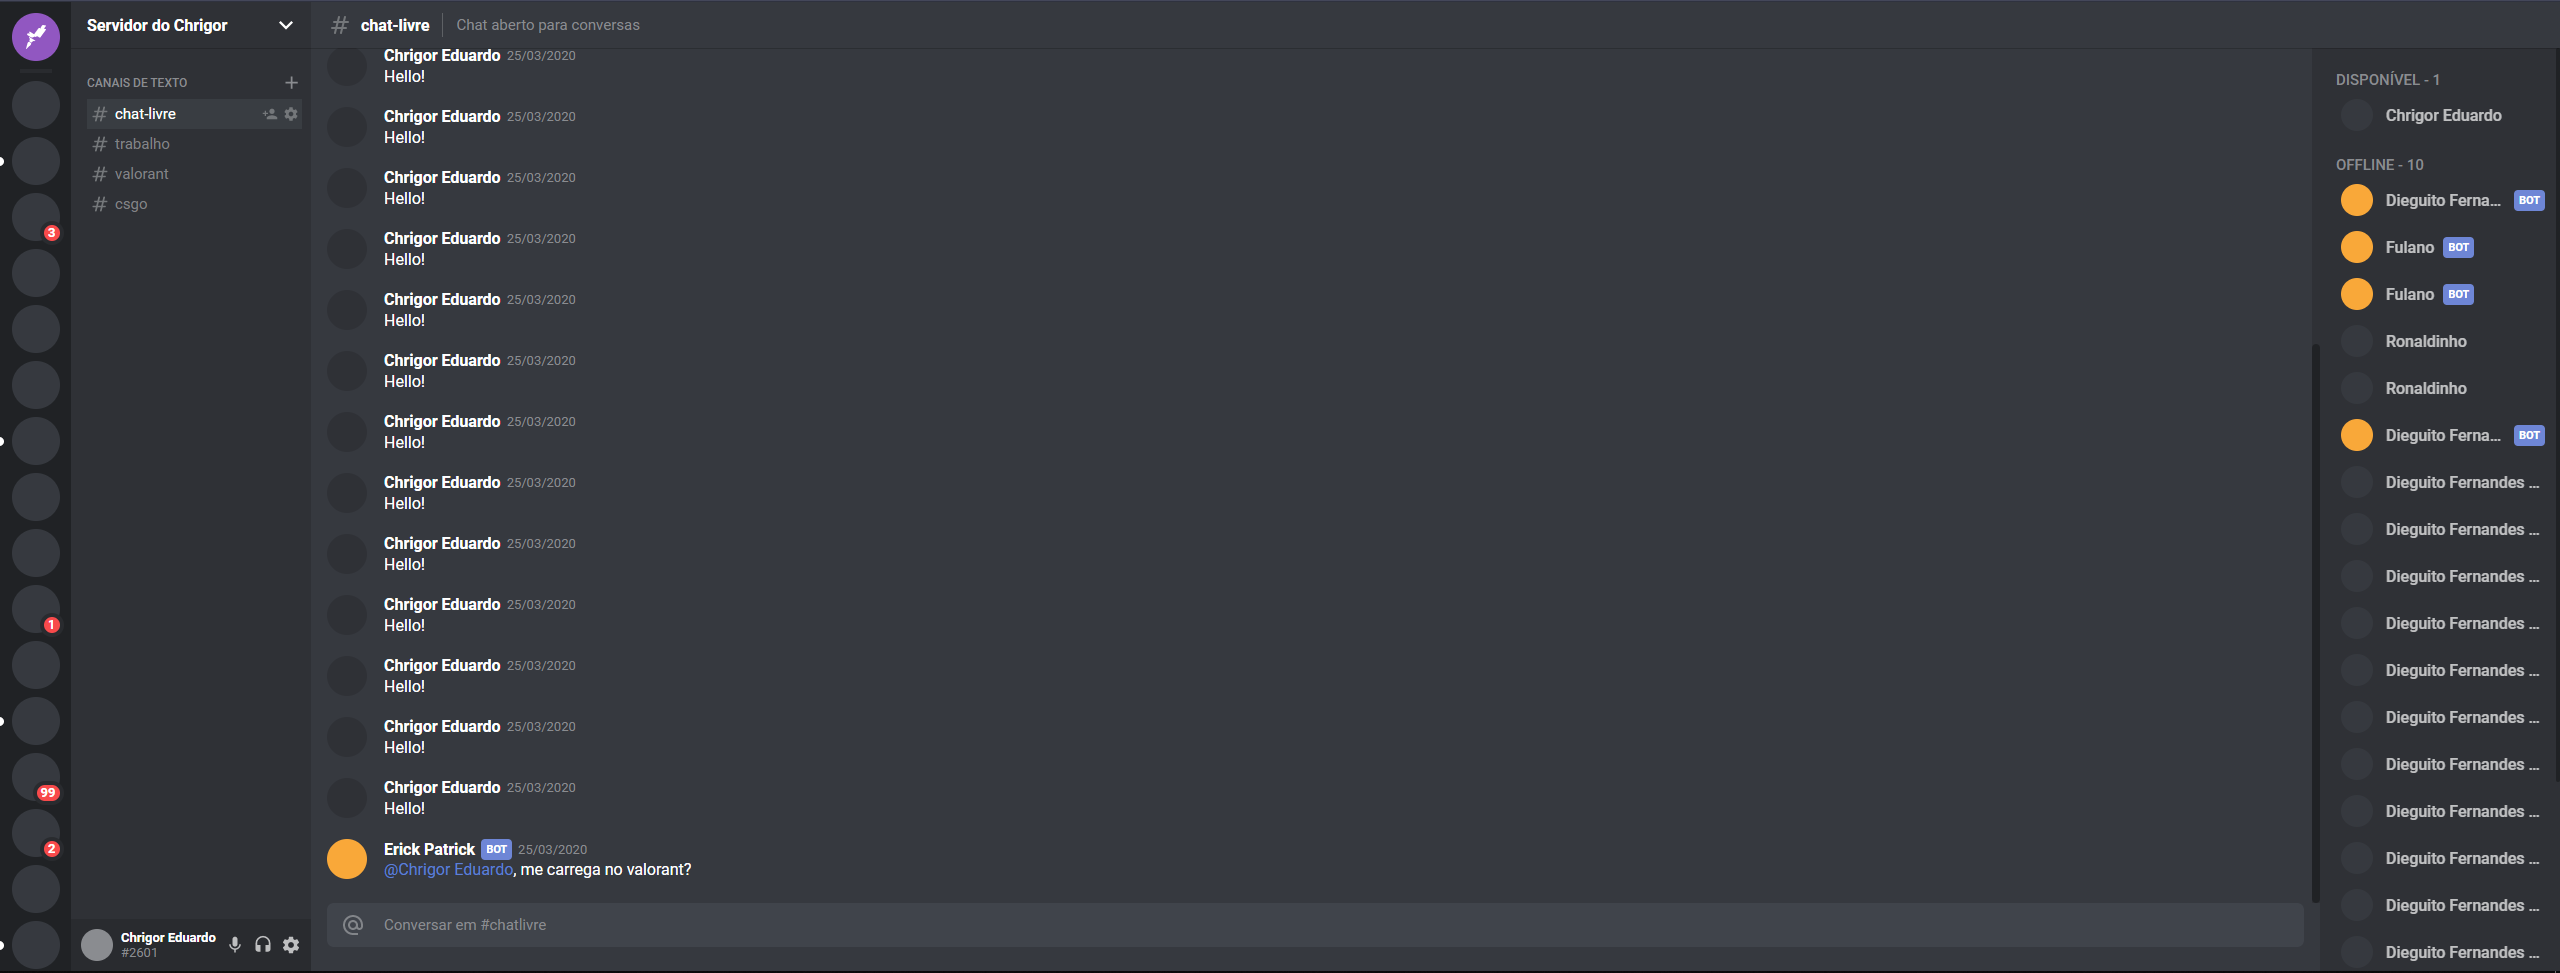 Servidor do Chrigor
CANAIS DE TEXTO
# chat-livre
# trabalho
# valorant
# csgo
3
1
99
2
Chrigor Eduardo
#2601
# chat-livre Chat aberto para conversas
Chrigor Eduardo 25/03/2020
Hello!
Chrigor Eduardo 25/03/2020
Hello!
Chrigor Eduardo 25/03/2020
Hello!
Chrigor Eduardo 25/03/2020
Hello!
Chrigor Eduardo 25/03/2020
Hello!
Chrigor Eduardo 25/03/2020
Hello!
Chrigor Eduardo 25/03/2020
Hello!
Chrigor Eduardo 25/03/2020
Hello!
Chrigor Eduardo 25/03/2020
Hello!
Chrigor Eduardo 25/03/2020
Hello!
Chrigor Eduardo 25/03/2020
Hello!
Chrigor Eduardo 25/03/2020
Hello!
Chrigor Eduardo 25/03/2020
Hello!
Erick Patrick BOT 25/03/2020
@Chrigor Eduardo, me carrega no valorant?
@ Conversar em #chatlivre
DISPONÍVEL - 1
Chrigor Eduardo
OFFLINE - 10
Dieguito Ferna... BOT
Fulano BOT
Fulano BOT
Ronaldinho
Ronaldinho
Dieguito Ferna... BOT
Dieguito Fernandes ...
Dieguito Fernandes ...
Dieguito Fernandes ...
Dieguito Fernandes ...
Dieguito Fernandes ...
Dieguito Fernandes ...
Dieguito Fernandes ...
Dieguito Fernandes ...
Dieguito Fernandes ...
Dieguito Fernandes ...
Dieguito Fernandes ...